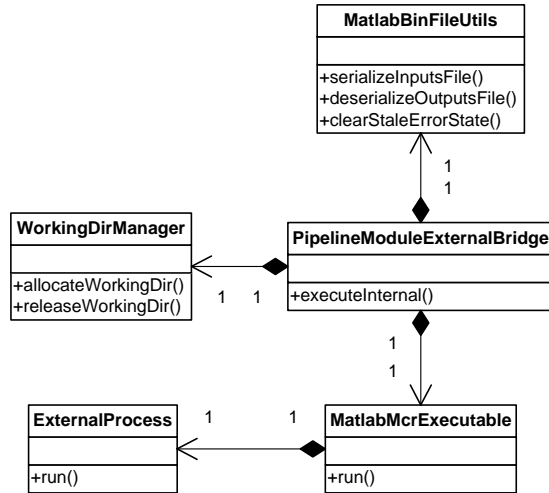 MatlabBinFileUtils
+serializeInputsFile()
+deserializeOutputsFile()
+clearStaleErrorState()
1
1
WorkingDirManager
+allocateWorkingDir()
+releaseWorkingDir()
1
1
PipelineModuleExternalBridge
+executeInternal()
1
1
ExternalProcess
+run()
1
1
MatlabMcrExecutable
+run()